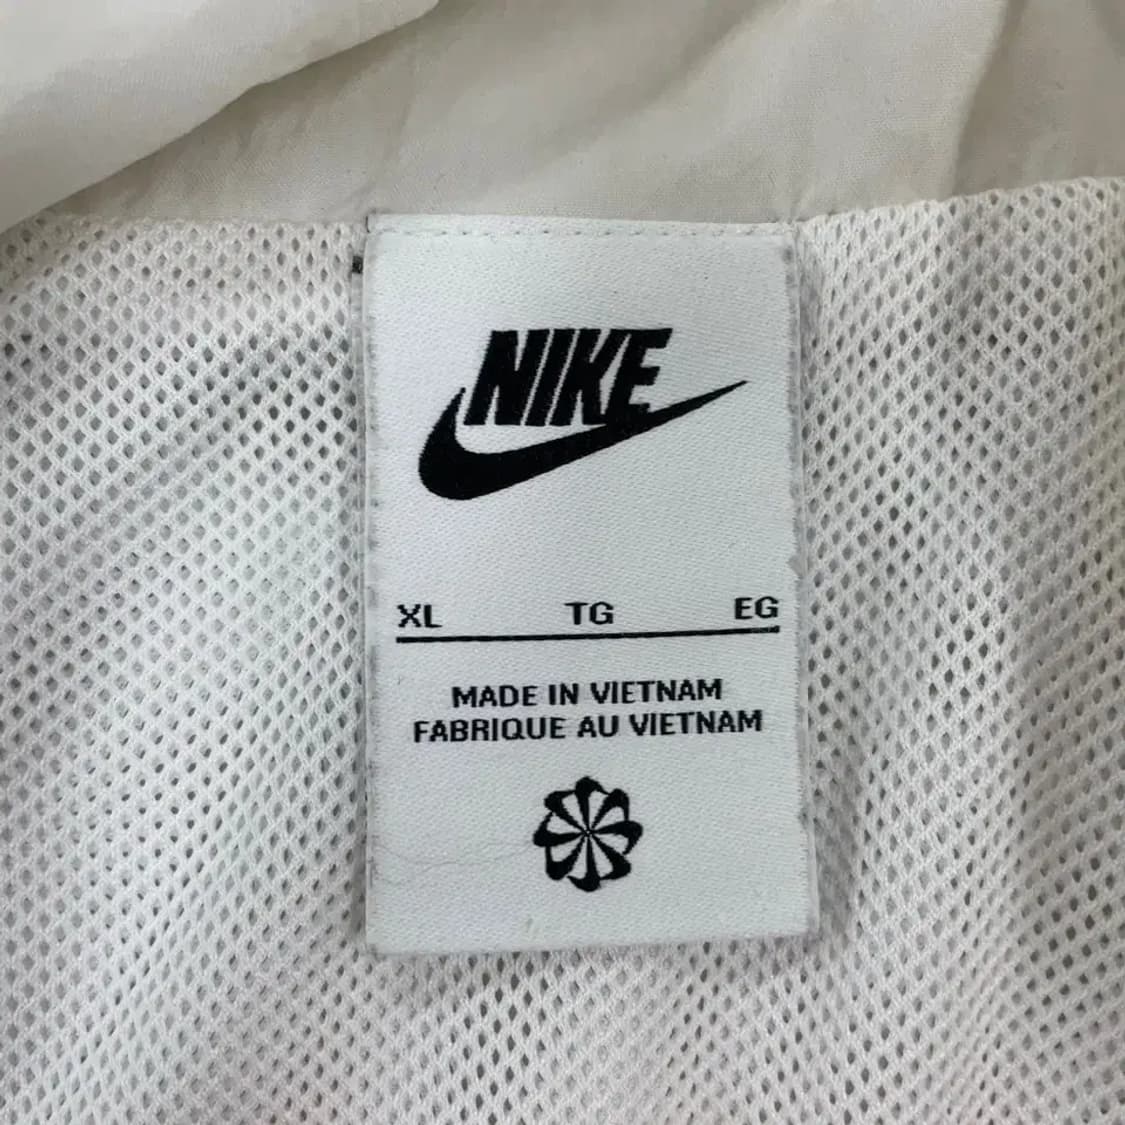 NIKE
XL TG EG
MADE IN VIETNAM
FABRIQUE AU VIETNAM